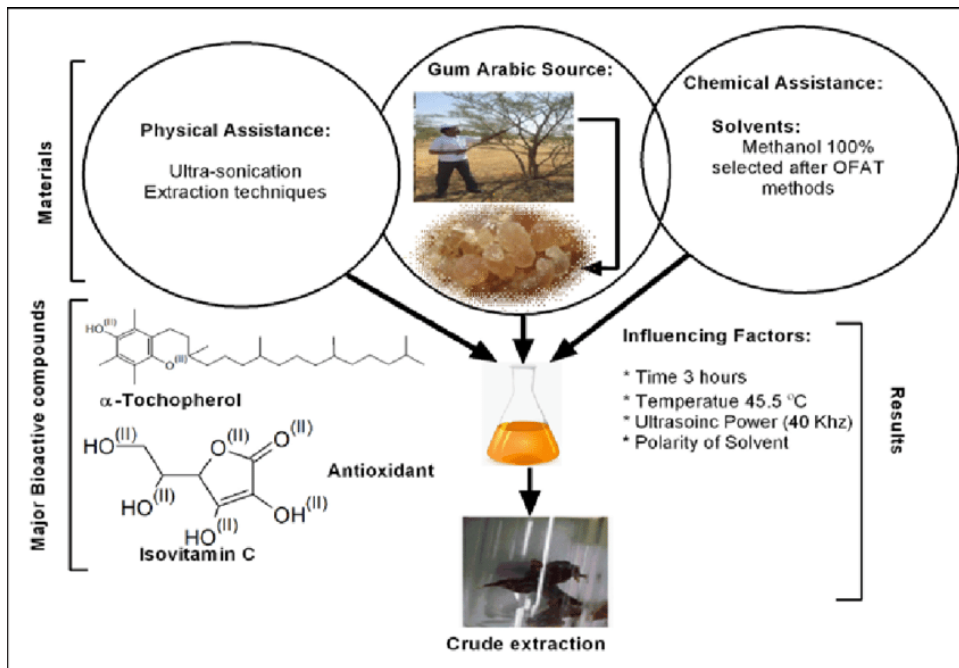 Materials
Physical Assistance:
Ultra-sonication
Extraction techniques
Gum Arabic Source:
Chemical Assistance:
Solvents:
Methanol 100%
selected after OFAT
methods
Major Bioactive compounds
HO(II)
O(II)
α-Tochopherol
HO(II)
O(II)
O(II)
HO(II)
HO(II)
OH(II)
Antioxidant
Isovitamin C
Influencing Factors:
* Time 3 hours
* Temperatue 45.5 °C
* Ultrasoinc Power (40 Khz)
* Polarity of Solvent
Results
Crude extraction